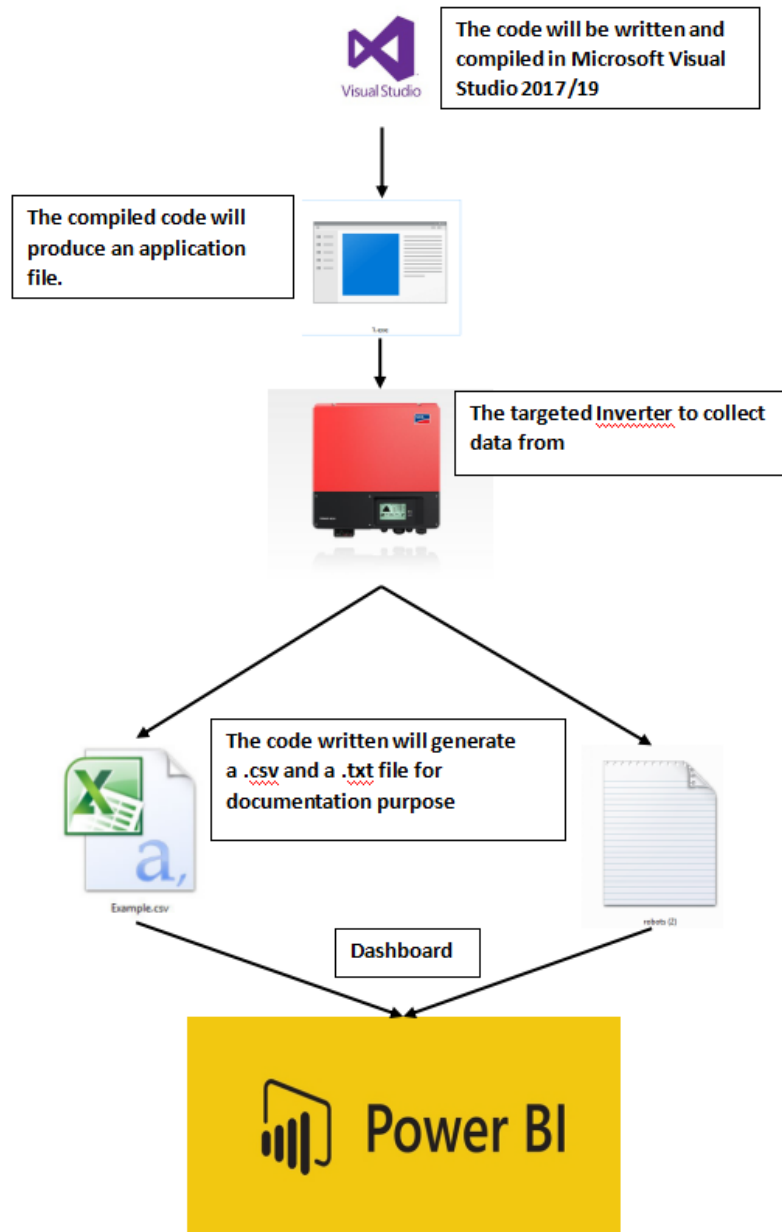 The code will be written and
compiled in Microsoft Visual
Studio 2017/19
Visual Studio
The compiled code will
produce an application
file.
The targeted Inverter to collect
data from
The code written will generate
a .csv and a .txt file for
documentation purpose
a,
Example.csv
robots (2)
Dashboard
Power BI